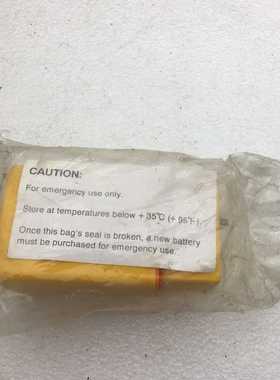 CAUTION:
For emergency use only.
Store at temperatures below + 35℃ (+ 95℉).
Once this bag's seal is broken, a new battery
must be purchased for emergency use.